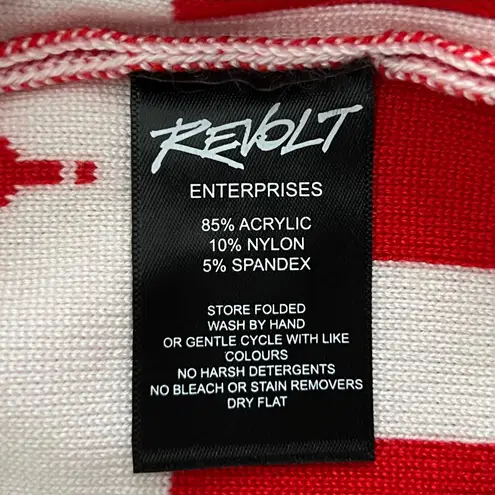 REVOLT
ENTERPRISES
85% ACRYLIC
10% NYLON
5% SPANDEX
STORE FOLDED
WASH BY HAND
OR GENTLE CYCLE WITH LIKE
COLOURS
NO HARSH DETERGENTS
NO BLEACH OR STAIN REMOVERS
DRY FLAT